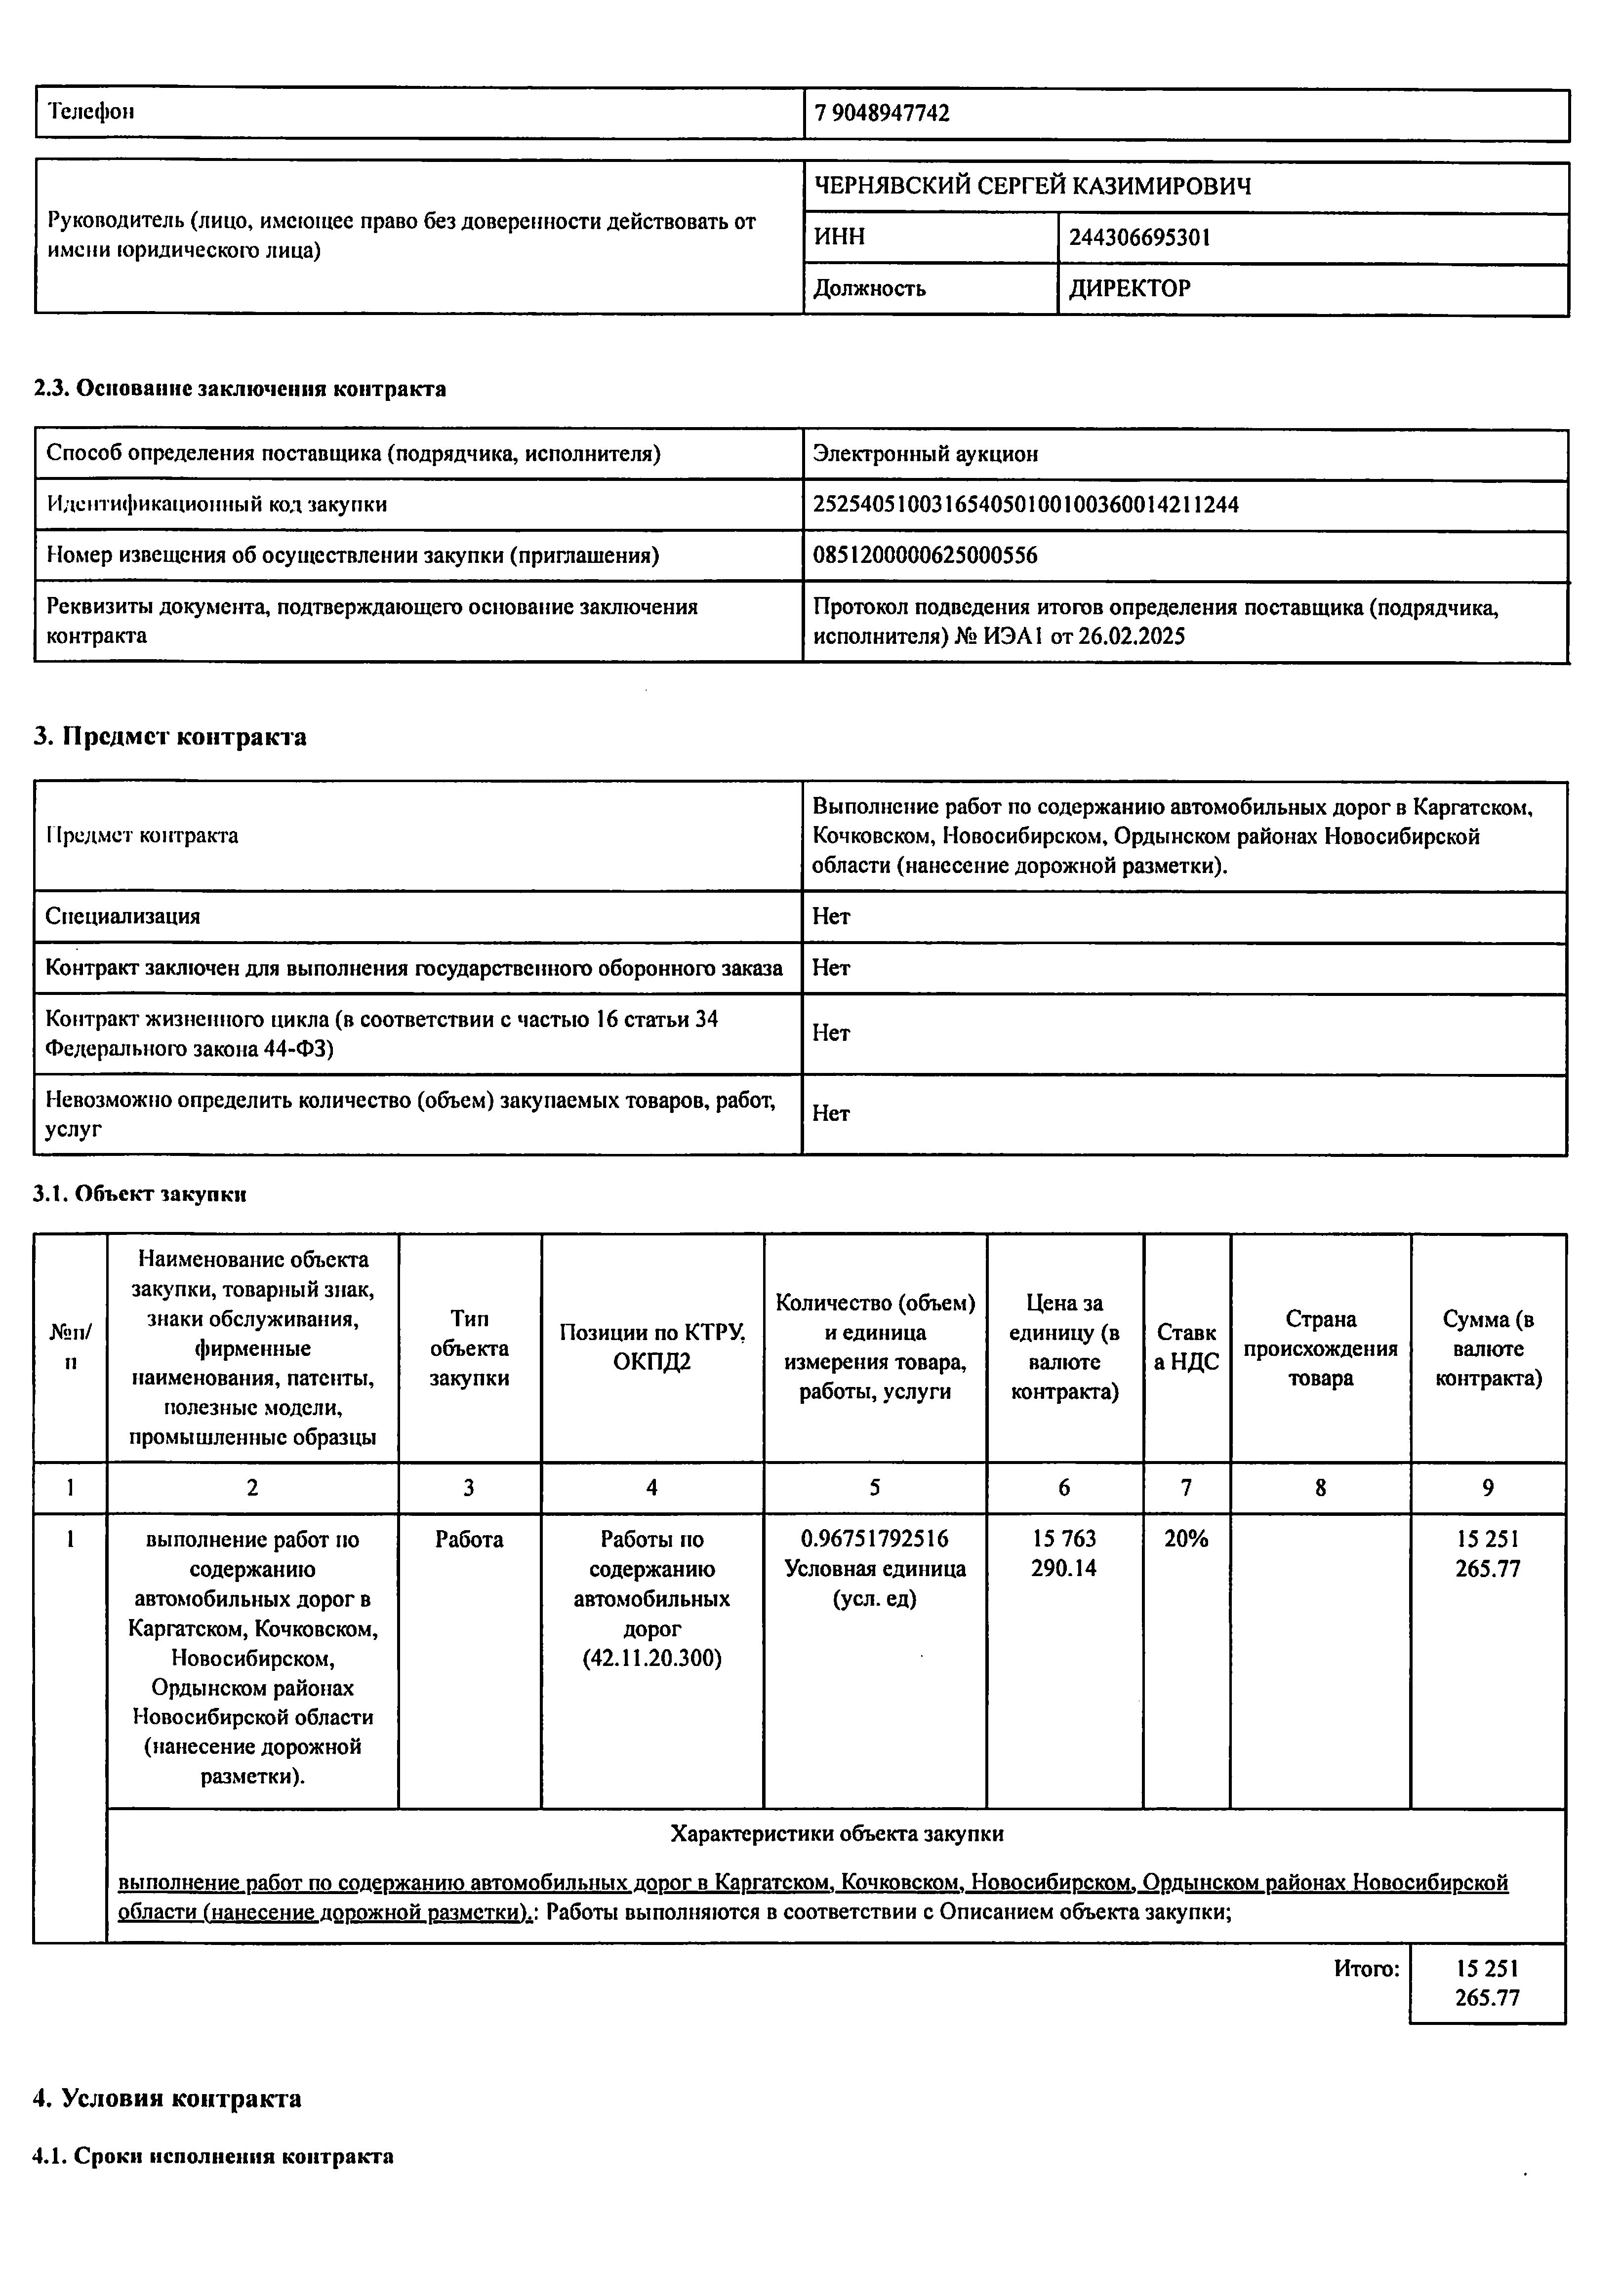 Телефон
7 9048947742
Руководитель (лицо, имеющее право без доверенности действовать от
имени юридического лица)
ЧЕРНЯВСКИЙ СЕРГЕЙ КАЗИМИРОВИЧ
ИНН
244306695301
Должность
ДИРЕКТОР
2.3. Основание заключения контракта
Способ определения поставщика (подрядчика, исполнителя)
Электронный аукцион
Идентификационный код закупки
252540510031654050100100360014211244
Номер извещения об осуществлении закупки (приглашения)
0851200000625000556
Реквизиты документа, подтверждающего основание заключения
контракта
Протокол подведения итогов определения поставщика (подрядчика,
исполнителя) № ИЭА1 от 26.02.2025
3. Предмет контракта
Предмет контракта
Выполнение работ по содержанию автомобильных дорог в Каргатском,
Кочковском, Новосибирском, Ордынском районах Новосибирской
области (нанесение дорожной разметки).
Специализация
Нет
Контракт заключен для выполнения государственного оборонного заказа
Нет
Контракт жизненного цикла (в соответствии с частью 16 статьи 34
Федерального закона 44-ФЗ)
Нет
Невозможно определить количество (объем) закупаемых товаров, работ,
услуг
Нет
3.1. Объект закупки
№п/
п
Наименование объекта
закупки, товарный знак,
знаки обслуживания,
фирменные
наименования, патенты,
полезные модели,
промышленные образцы
Тип
объекта
закупки
Позиции по КТРУ,
ОКПД2
Количество (объем)
и единица
измерения товара,
работы, услуги
Цена за
единицу (в
валюте
контракта)
Ставк
а НДС
Страна
происхождения
товара
Сумма (в
валюте
контракта)
1
2
3
4
5
6
7
8
9
1
выполнение работ по
содержанию
автомобильных дорог в
Каргатском, Кочковском,
Новосибирском,
Ордынском районах
Новосибирской области
(нанесение дорожной
разметки).
Работа
Работы по
содержанию
автомобильных
дорог
(42.11.20.300)
0.96751792516
Условная единица
(усл. ед)
15 763
290.14
20%
15 251
265.77
Характеристики объекта закупки
выполнение работ по содержанию автомобильных дорог в Каргатском, Кочковском, Новосибирском, Ордынском районах Новосибирской
области (нанесение дорожной разметки).: Работы выполняются в соответствии с Описанием объекта закупки;
Итого:
15 251
265.77
4. Условия контракта
4.1. Сроки исполнения контракта